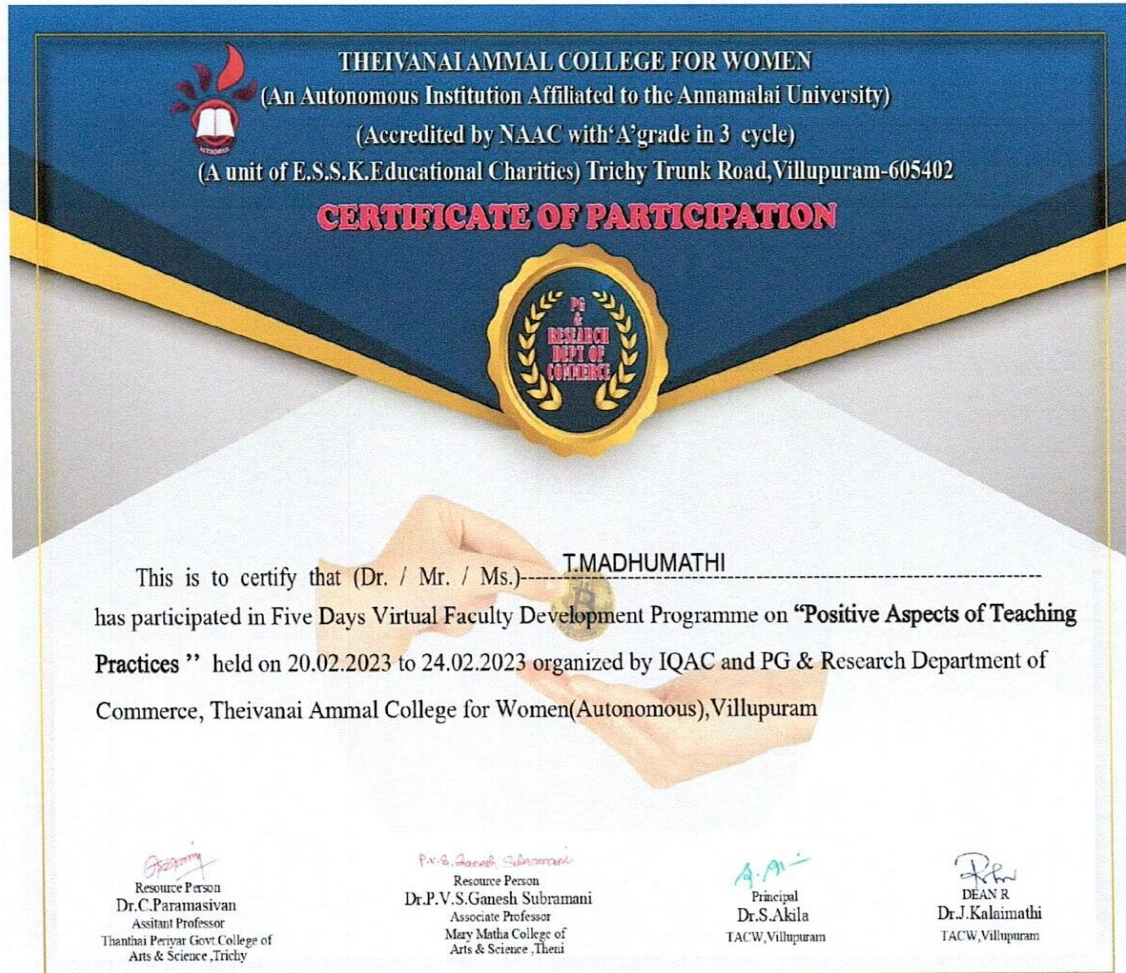 THEIVANAI AMMAL COLLEGE FOR WOMEN
(An Autonomous Institution Affiliated to the Annamalai University)
(Accredited by NAAC with‘A’grade in 3 cycle)
(A unit of E.S.S.K.Educational Charities) Trichy Trunk Road,Villupuram-605402
CERTIFICATE OF PARTICIPATION
PG
&
RESEARCH
DEPT OF
COMMERCE
This is to certify that (Dr. / Mr. / Ms.)---T.MADHUMATHI---
has participated in Five Days Virtual Faculty Development Programme on “Positive Aspects of Teaching
Practices ’’ held on 20.02.2023 to 24.02.2023 organized by IQAC and PG & Research Department of
Commerce, Theivanai Ammal College for Women(Autonomous),Villupuram
Resource Person
Dr.C.Paramasivan
Assitant Professor
Thanthai Periyar Govt.College of
Arts & Science ,Trichy
P.V.S. Ganesh Subramani
Resource Person
Dr.P.V.S.Ganesh Subramani
Associate Professor
Mary Matha College of
Arts & Science ,Theni
Principal
Dr.S.Akila
TACW,Villupuram
DEAN R
Dr.J.Kalaimathi
TACW,Villupuram